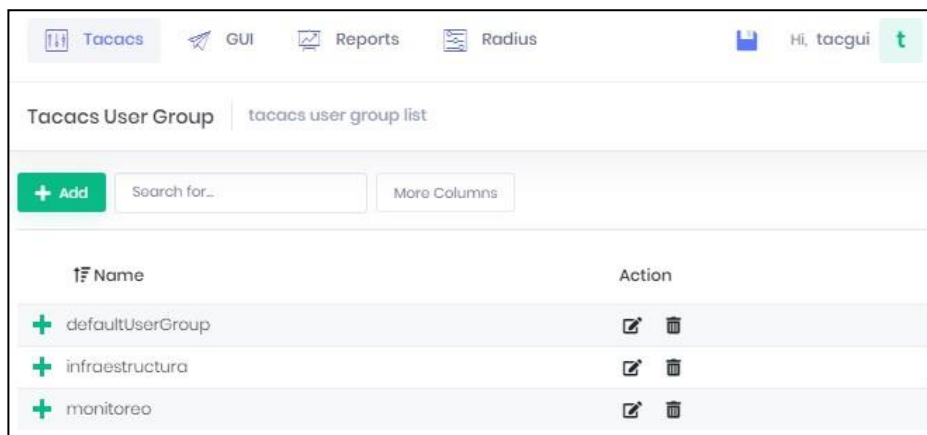 Tacacs GUI Reports Radius Hi, tacgui t
Tacacs User Group tacacs user group list
Add Search for... More Columns
Name Action
defaultUserGroup
infraestructura
monitoreo